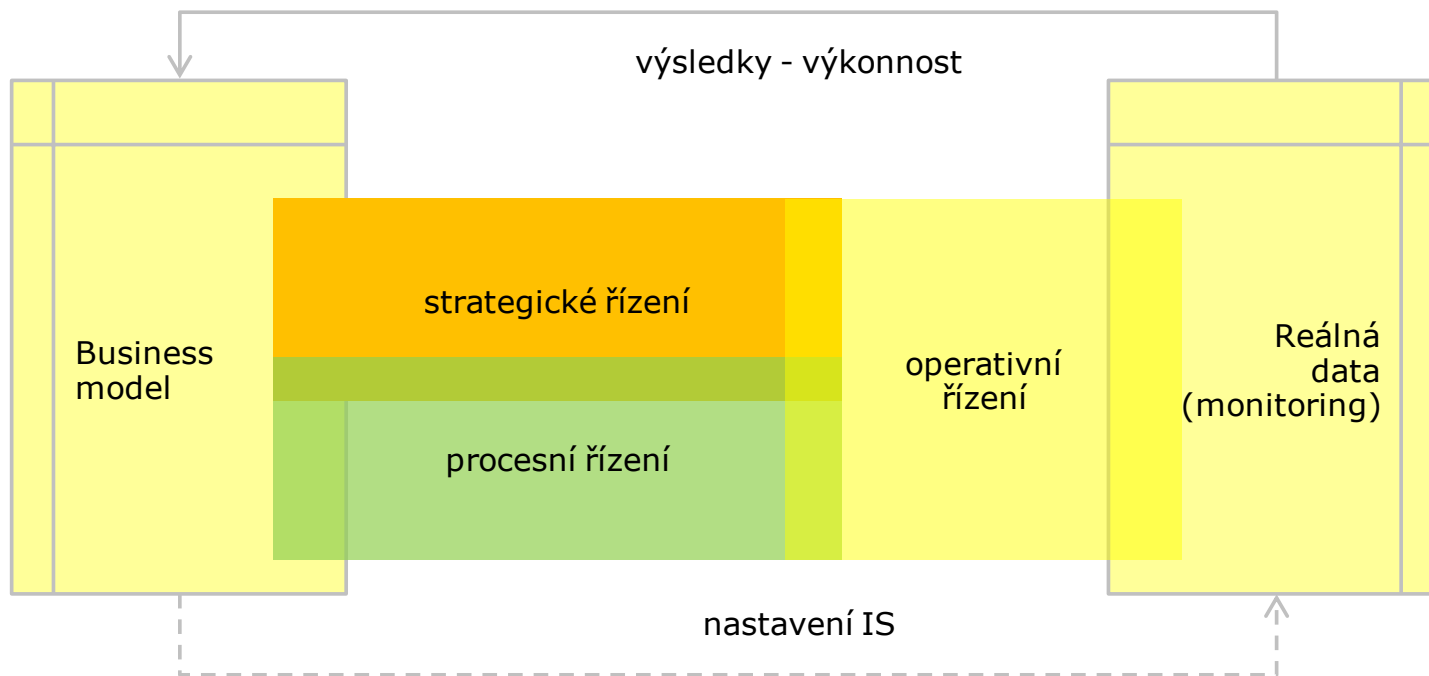 výsledky - výkonnost
strategické řízení
Business
model
operativní
řízení
Reálná
data
(monitoring)
procesní řízení
nastavení IS